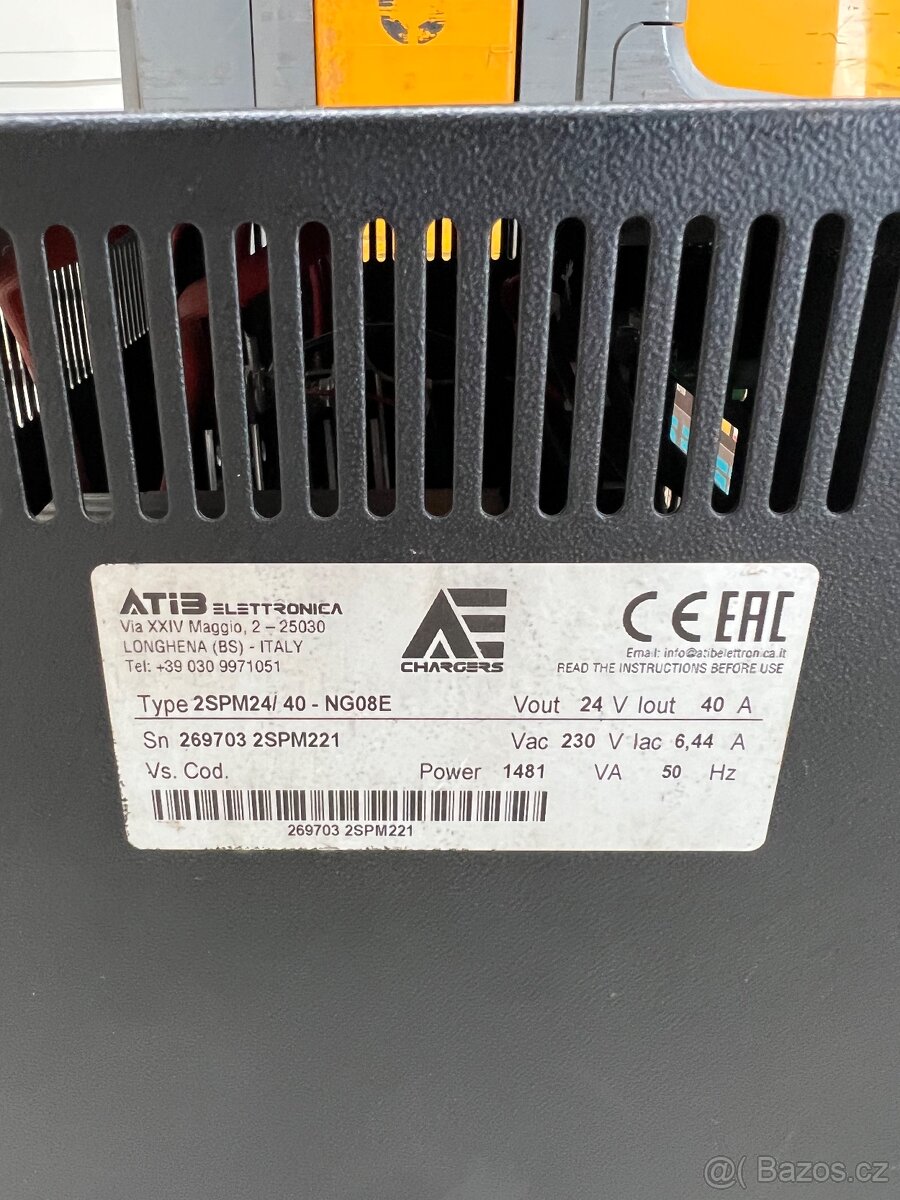 ATiB ELETTRONICA
Via XXIV Maggio, 2 – 25030
LONGHENA (BS) - ITALY
Tel: +39 030 9971051
AE
CHARGERS
CE EAC
Email: info@atibelettronica.it
READ THE INSTRUCTIONS BEFORE USE
Type 2SPM24/ 40 - NG08E Vout 24 V Iout 40 A
Sn 269703 2SPM221 Vac 230 V Iac 6,44 A
Vs. Cod. Power 1481 VA 50 Hz
269703 2SPM221
@( Bazos.cz